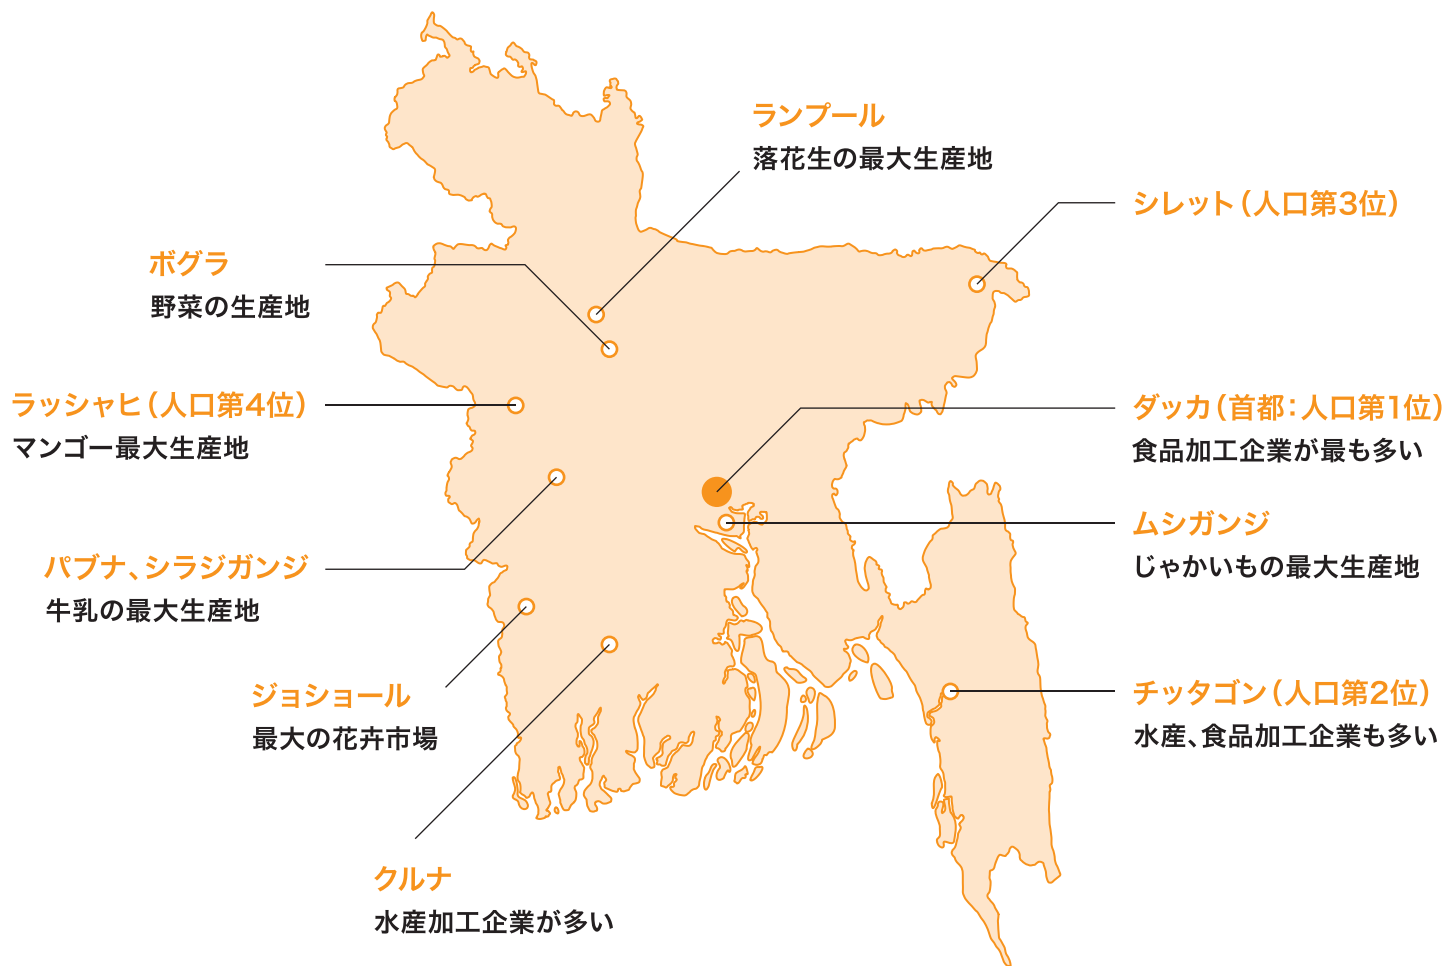 ランプール
落花生の最大生産地
シレット（人口第3位）
ボグラ
野菜の生産地
ラッシャヒ（人口第4位）
マンゴー最大生産地
ダッカ（首都：人口第1位）
食品加工企業が最も多い
ムシガンジ
じゃかいもの最大生産地
パブナ、シラジガンジ
牛乳の最大生産地
ジョショール
最大の花卉市場
チッタゴン（人口第2位）
水産、食品加工企業も多い
クルナ
水産加工企業が多い